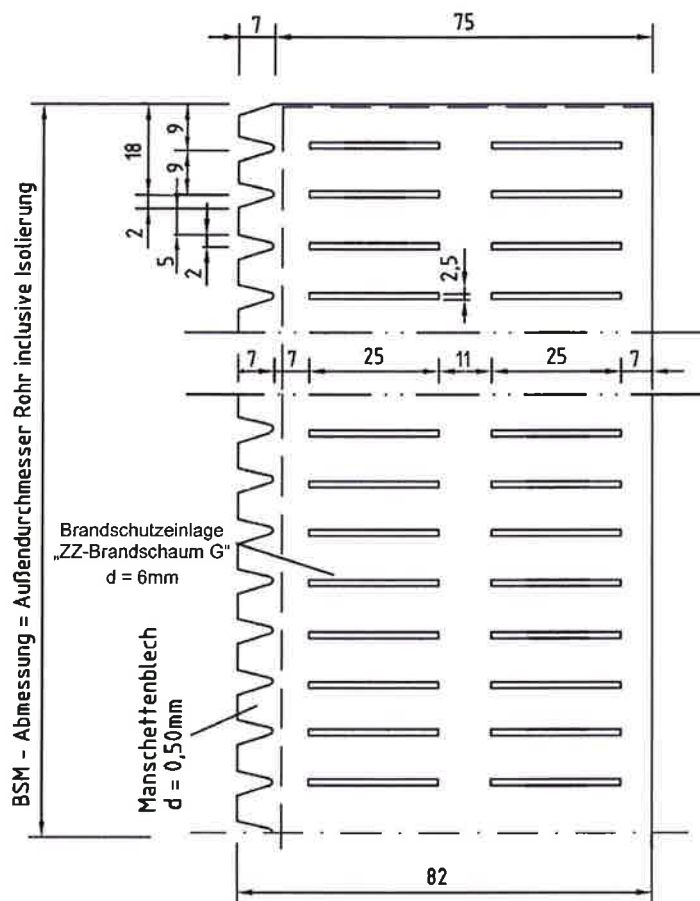 7
75
9
18
9
2
5
2
2,5
7
7
25
11
25
7
BSM - Abmessung = Außendurchmesser Rohr inclusive Isolierung
Brandschutzeinlage
„ZZ-Brandschaum G"
d = 6mm
Manschettenblech
d = 0,50mm
82